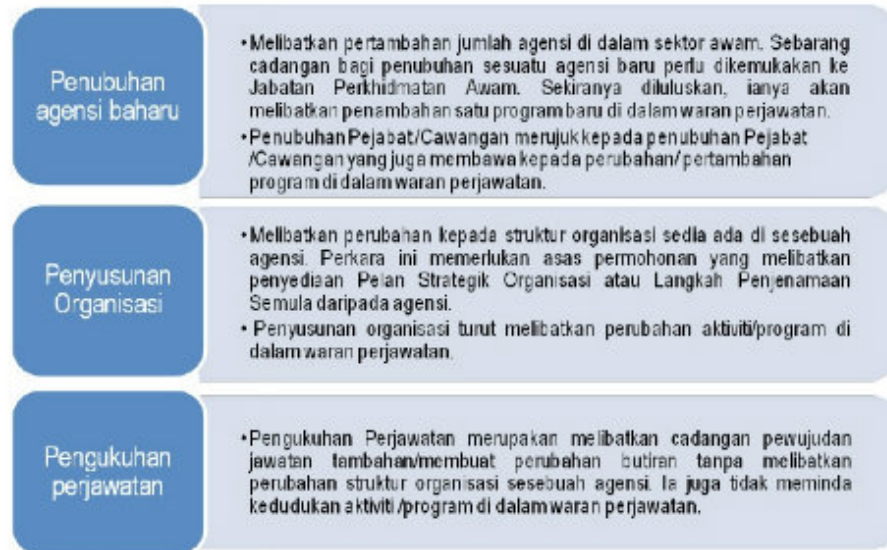 Penubuhan
agensi baharu
•Melibatkan pertambahan jumlah agensi di dalam sektor awam. Sebarang
cadangan bagi penubuhan sesuatu agensi baru perlu dikemukakan ke
Jabatan Perkhidmatan Awam. Sekiranya diluluskan, ianya akan
melibatkan penambahan satu program baru di dalam waran perjawatan.
•Penubuhan Pejabat/Cawangan merujuk kepada penubuhan Pejabat
/Cawangan yang juga membawa kepada perubahan/ pertambahan
program di dalam waran perjawatan.
Penyusunan
Organisasi
•Melibatkan perubahan kepada struktur organisasi sedia ada di sesebuah
agensi. Perkara ini memerlukan asas permohonan yang melibatkan
penyediaan Pelan Strategik Organisasi atau Langkah Penjenamaan
Semula daripada agensi.
• Penyusunan organisasi turut melibatkan perubahan aktiviti/program di
dalam waran perjawatan.
Pengukuhan
perjawatan
•Pengukuhan Perjawatan merupakan melibatkan cadangan pewujudan
jawatan tambahan/membuat perubahan butiran tanpa melibatkan
perubahan struktur organisasi sesebuah agensi. Ia juga tidak meminda
kedudukan aktiviti /program di dalam waran perjawatan.